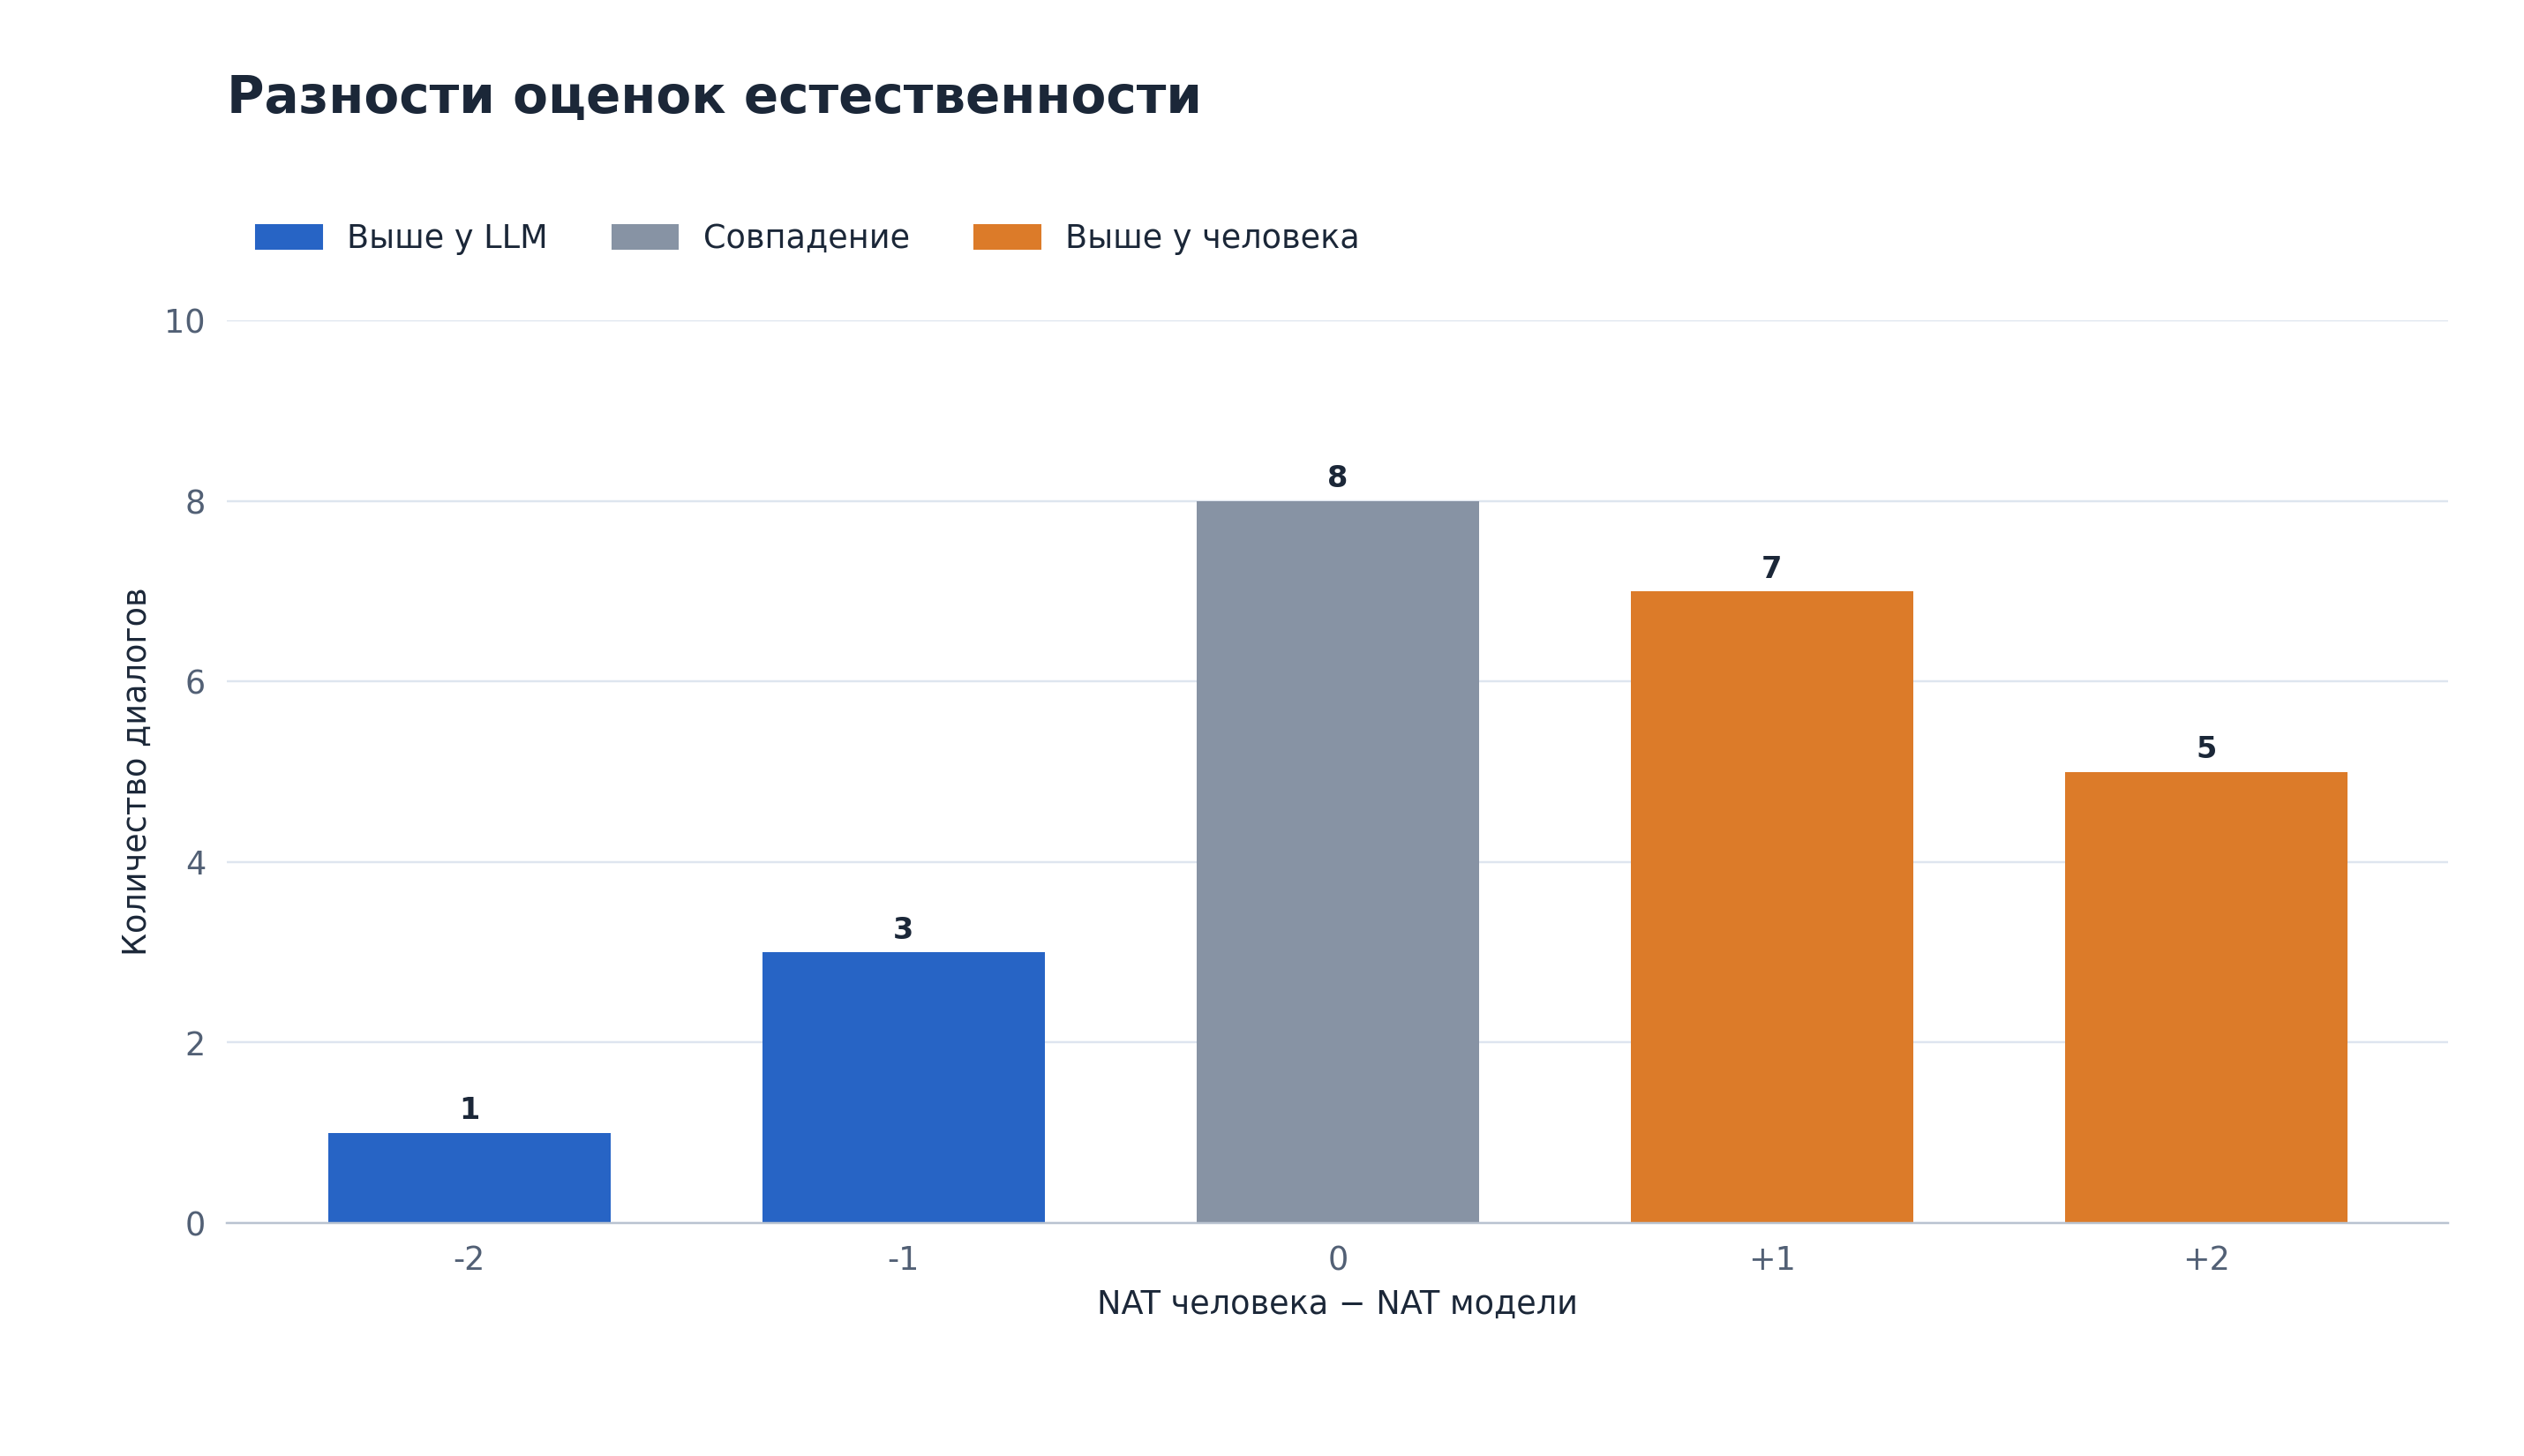 Разности оценок естественности
Выше у LLM
Совпадение
Выше у человека
10
8
6
4
2
0
Количество диалогов
1
3
8
7
5
-2
-1
0
+1
+2
NAT человека − NAT модели